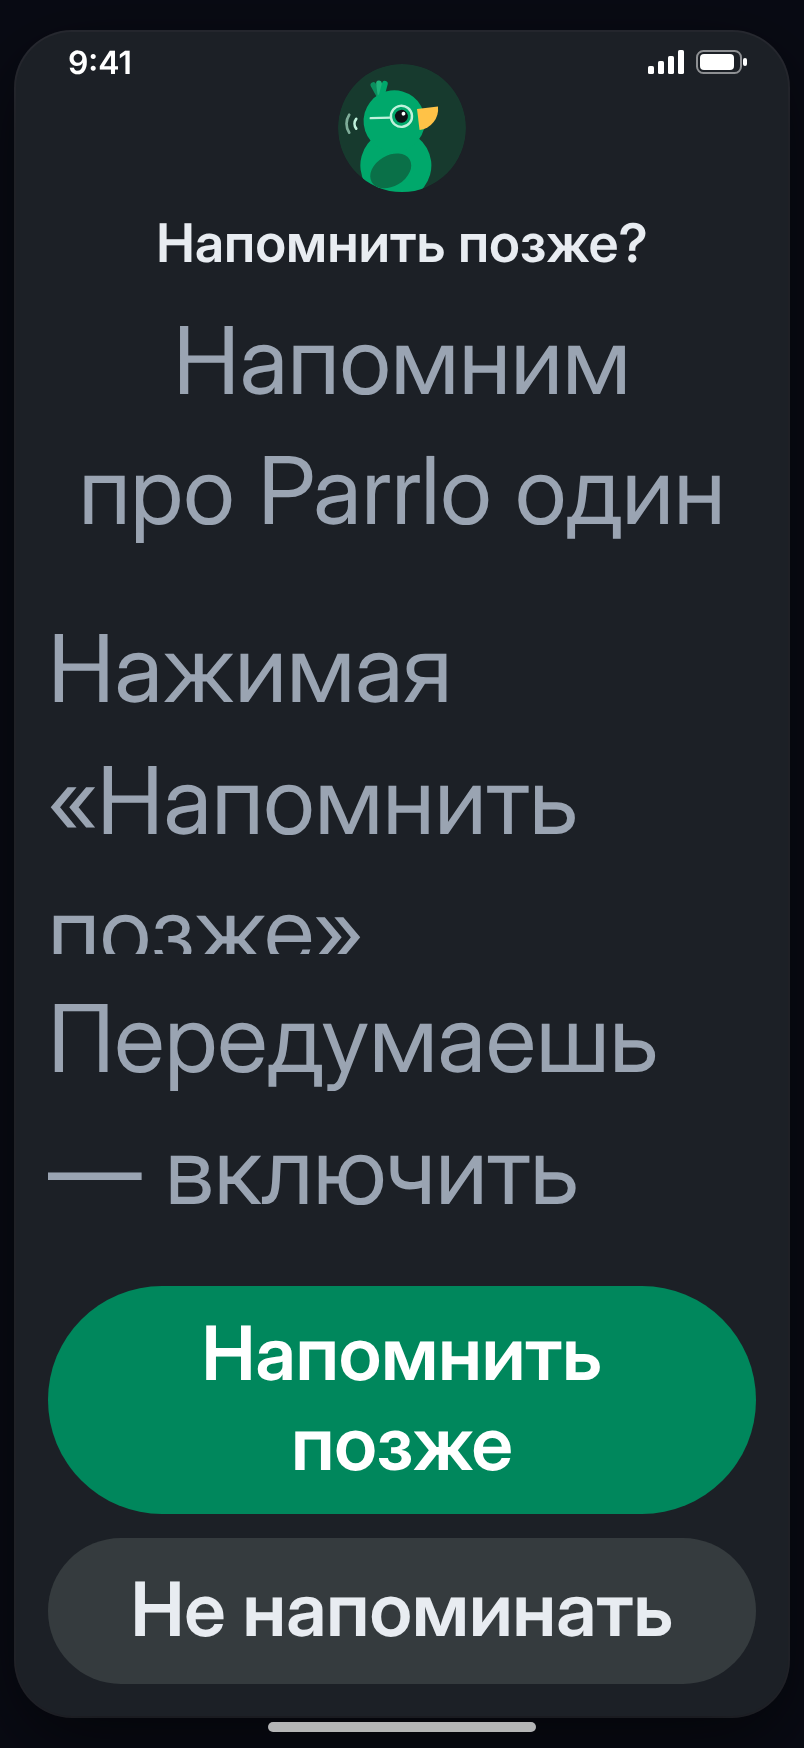 9:41
Напомнить позже?
Напомним
про Parrlo один
Нажимая
«Напомнить
позже»
Передумаешь
— включить
Напомнить
позже
Не напоминать